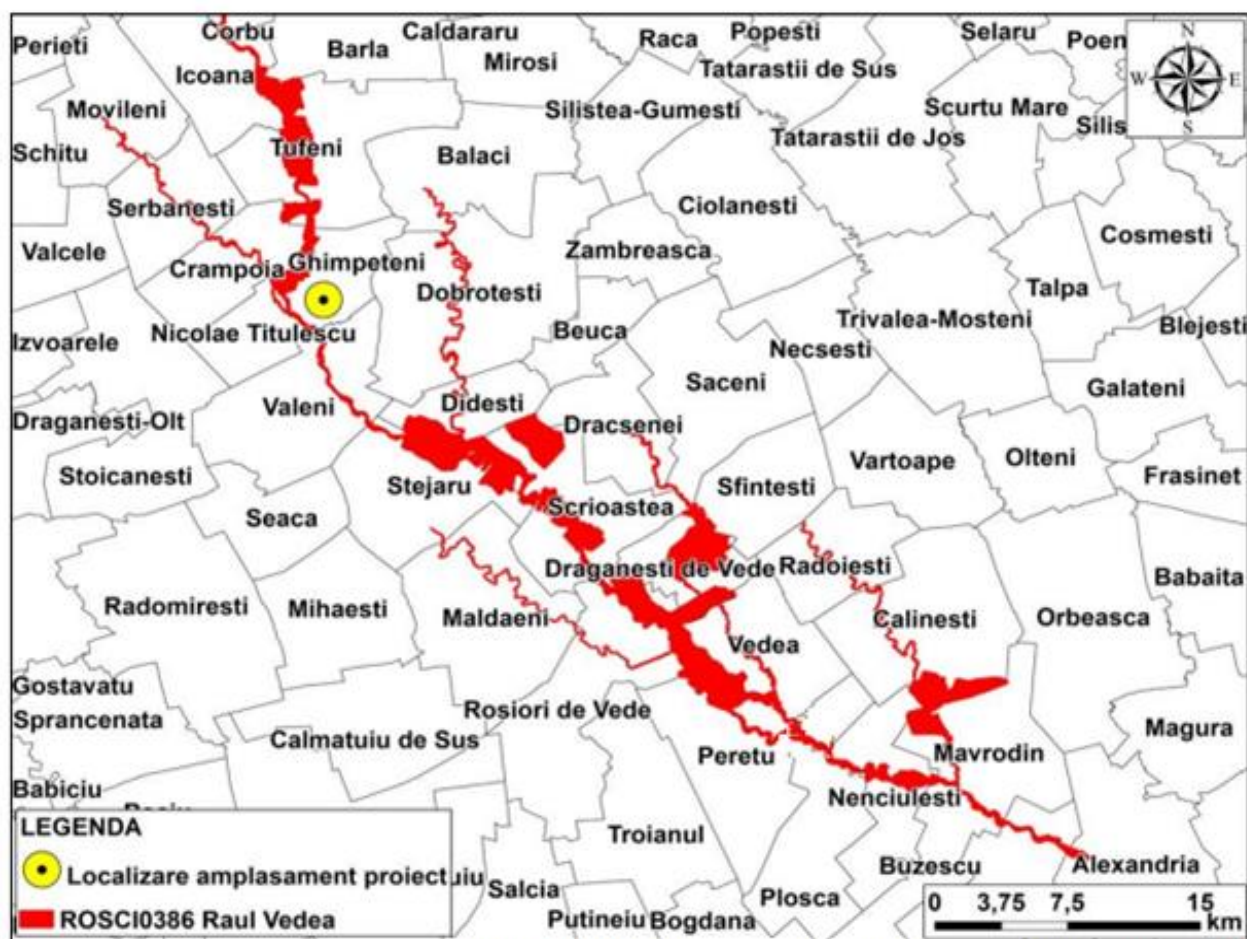 Corbu
Caldararu
Popesti
Selaru
Perieti
Barla
Raca
Poen
N
Icoana
Mirosi
Tatarastii de Sus
W
E
Movileni
Silistea-Gumesti
Scurtu Mare
S
Schitu
Tufeni
Balaci
Tatarastii de Jos
Silis
Serbanesti
Ciolanesti
Valcele
Zambreasca
Cosmesti
Crampoia
Ghimpeteni
Dobrotesti
Talpa
Izvoarele
Nicolae Titulescu
Beuca
Trivalea-Mosteni
Blejesti
Necsesti
Saceni
Galateni
Draganesti-Olt
Valeni
Didesti
Dracsenei
Stoicanesti
Vartoape
Olteni
Frasinet
Stejaru
Sfintesti
Seaca
Scrioastea
Draganesti de Vede
Radoiesti
Babaita
Radomiresti
Mihaesti
Maldaeni
Calinesti
Orbeasca
Vedea
Gostavatu
Sprancenata
Rosiori de Vede
Magura
Calmatuiu de Sus
Peretu
Mavrodin
Babiciu
Nenciulesti
LEGENDA
Troianul
Localizare amplasament proiectuiu
Salcia
Buzescu
Alexandria
Plosca
ROSCI0386 Raul Vedea
Putineiu
Bogdana
0 3,75 7,5 15
km